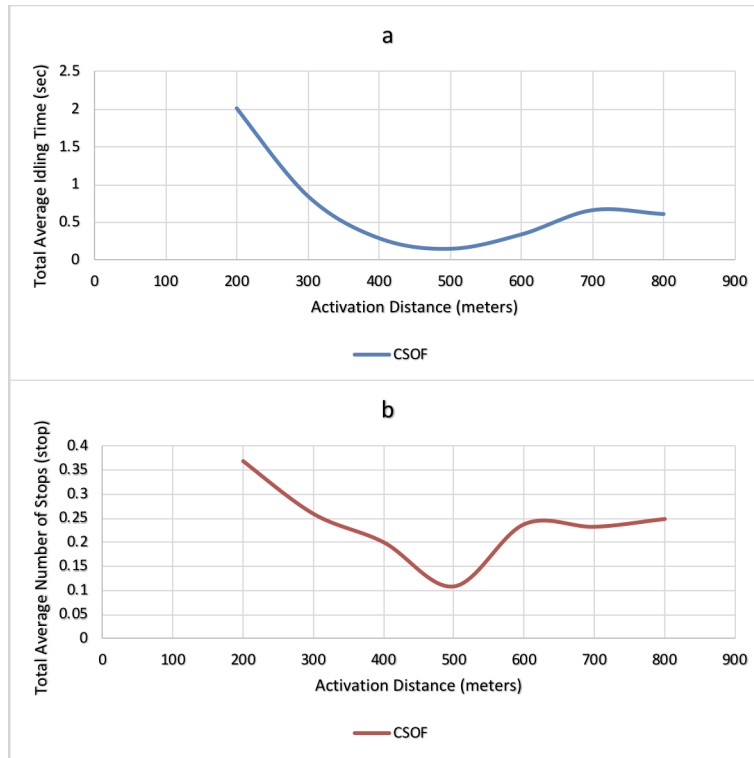 a
Total Average Idling Time (sec)
2.5
2
1.5
1
0.5
0
0 100 200 300 400 500 600 700 800 900
Activation Distance (meters)
CSOF
b
Total Average Number of Stops (stop)
0.4
0.35
0.3
0.25
0.2
0.15
0.1
0.05
0
0 100 200 300 400 500 600 700 800 900
Activation Distance (meters)
CSOF